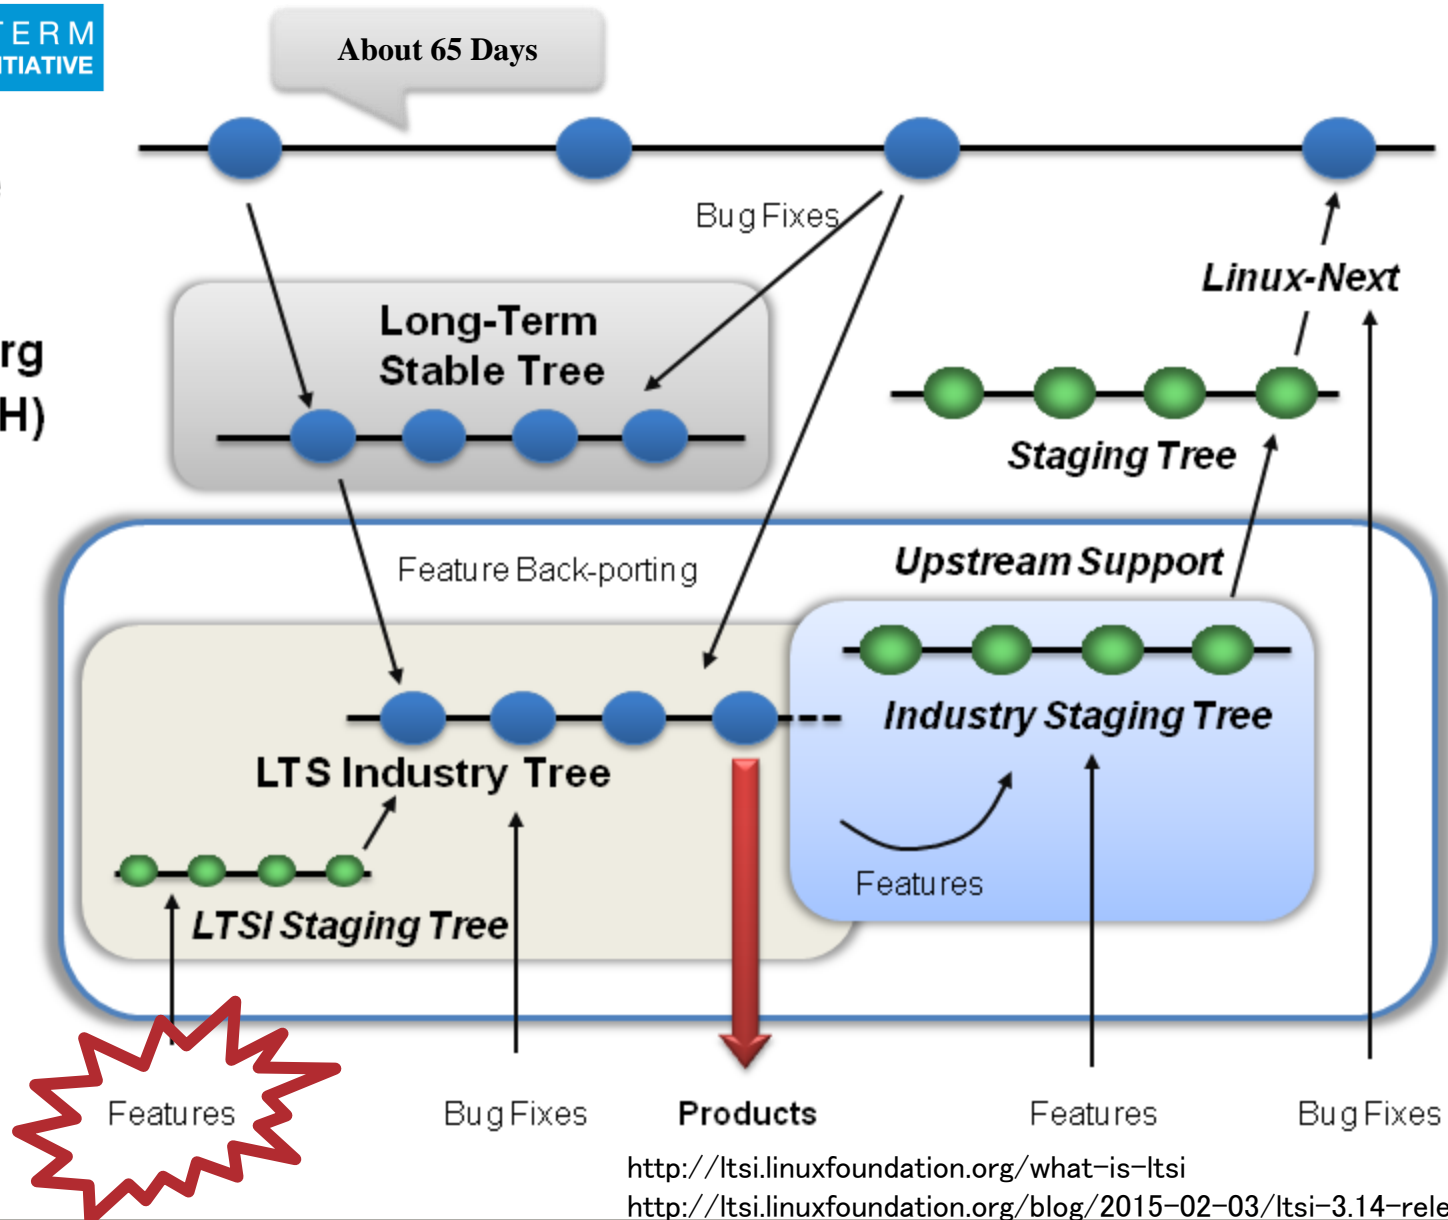 TERM
ITIATIVE
About 65 Days
Bug Fixes
Linux-Next
Long-Term
Stable Tree
rg
H)
Staging Tree
Feature Back-porting
Upstream Support
Industry Staging Tree
LTS Industry Tree
Features
LTSI Staging Tree
Features
Bug Fixes
Products
Features
Bug Fixes
http://ltsi.linuxfoundation.org/what-is-ltsi
http://ltsi.linuxfoundation.org/blog/2015-02-03/ltsi-3.14-rele